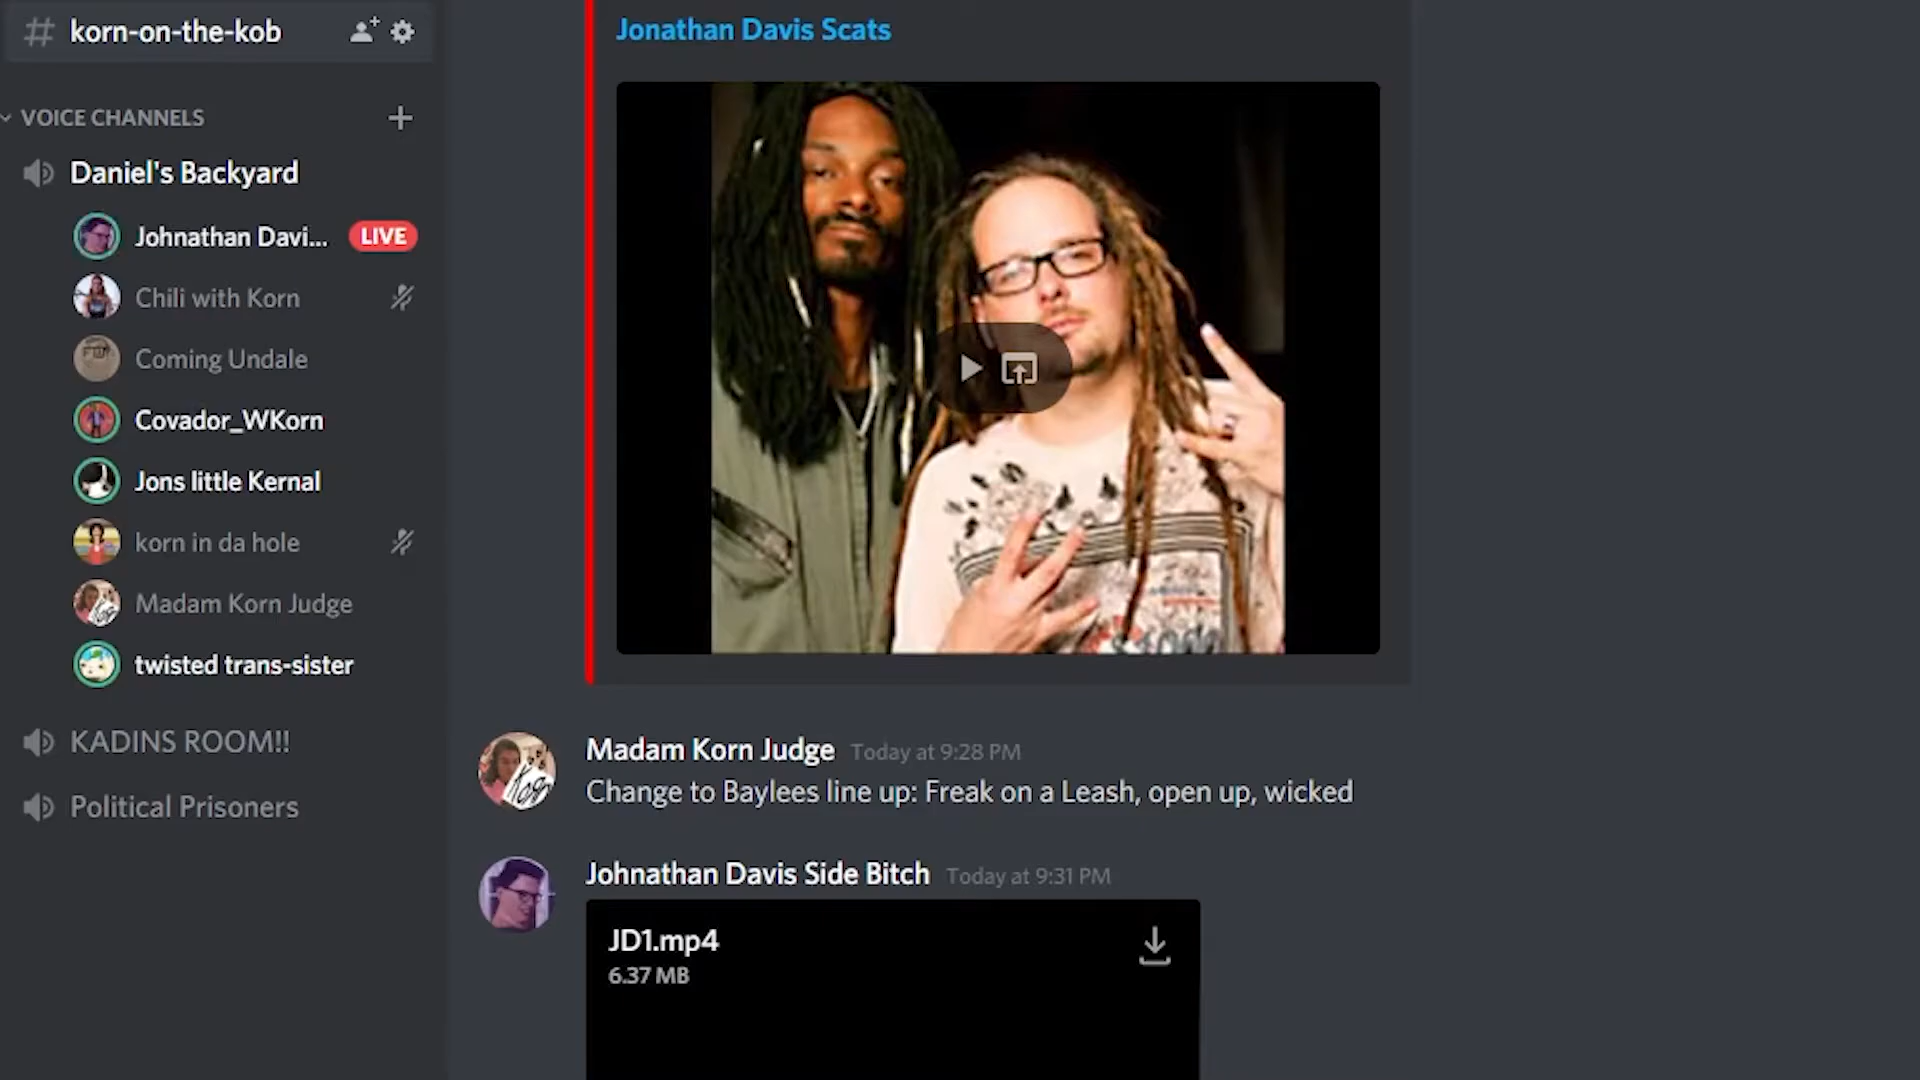 korn-on-the-kob
VOICE CHANNELS
Daniel's Backyard
Johnathan Davi... LIVE
Chili with Korn
Coming Undale
Covador_WKorn
Jons little Kernal
korn in da hole
Madam Korn Judge
twisted trans-sister
KADINS ROOM!!
Political Prisoners
Jonathan Davis Scats
Madam Korn Judge Today at 9:28 PM
Change to Baylees line up: Freak on a Leash, open up, wicked
Johnathan Davis Side Bitch Today at 9:31 PM
JD1.mp4
6.37 MB